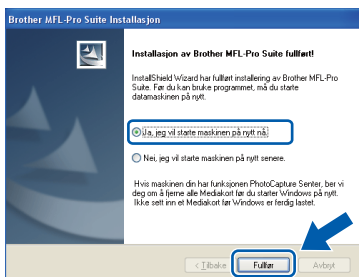 Brother MFL-Pro Suite Installasjon
Installasjon av Brother MFL-Pro Suite fullført!
InstallShield Wizard har fullført installering av Brother MFL-Pro
Suite. Før du kan bruke programmet, må du starte
datamaskinen på nytt.
Ja, jeg vil starte maskinen på nytt nå.
Nei, jeg vil starte maskinen på nytt senere.
Hvis maskinen din har funksjonen PhotoCapture Senter, ber vi
deg om å fjerne alle Mediakort før du starter Windows på nytt.
Ikke sett inn et Mediakort før Windows er ferdig lastet.
< Tilbake Fullfør Avbryt